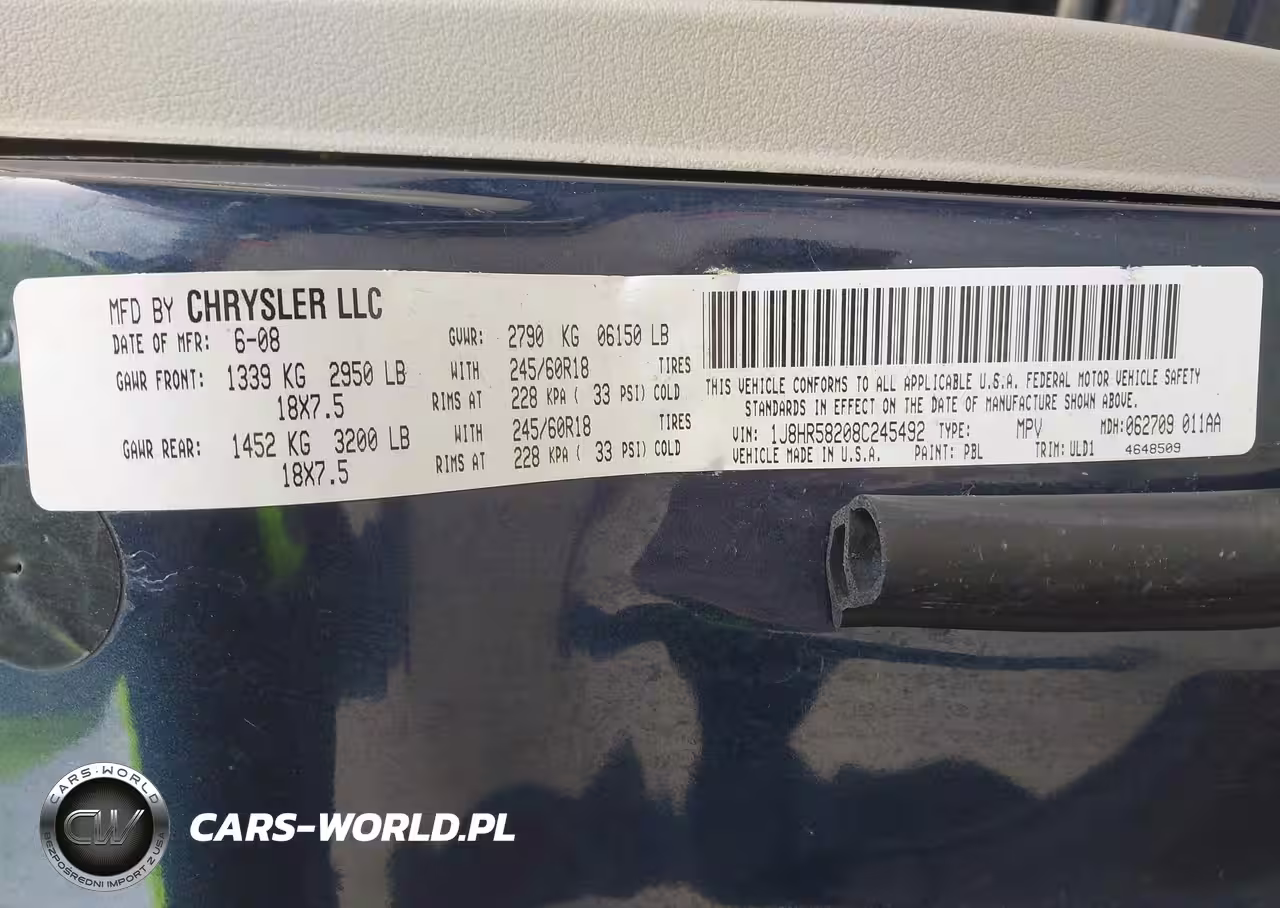 MFD BY CHRYSLER LLC
DATE OF MFR: 6-08
GVWR: 2790 KG 06150 LB
GAWR FRONT: 1339 KG 2950 LB WITH 245/60R18 TIRES
18X7.5 RIMS AT 228 KPA ( 33 PSI) COLD
GAWR REAR: 1452 KG 3200 LB WITH 245/60R18 TIRES
18X7.5 RIMS AT 228 KPA ( 33 PSI) COLD
THIS VEHICLE CONFORMS TO ALL APPLICABLE U.S.A. FEDERAL MOTOR VEHICLE SAFETY
STANDARDS IN EFFECT ON THE DATE OF MANUFACTURE SHOWN ABOVE.
VIN: 1J8HR58208C245492 TYPE: MPV MDH:062709 011AA
VEHICLE MADE IN U.S.A. PAINT: PBL TRIM:ULD1 4648509
CARS-WORLD
CW
BEZPOŚREDNI IMPORT Z USA
CARS-WORLD.PL